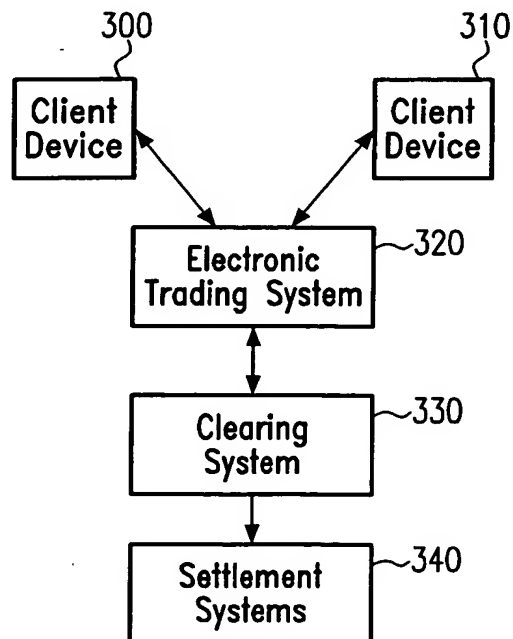 300
310
Client
Device
Client
Device
320
Electronic
Trading System
330
Clearing
System
340
Settlement
Systems